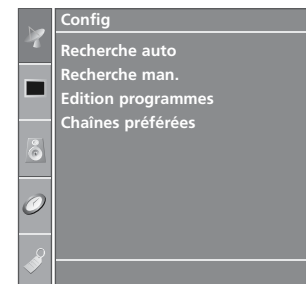 Config
Recherche auto
Recherche man.
Edition programmes
Chaînes préférées